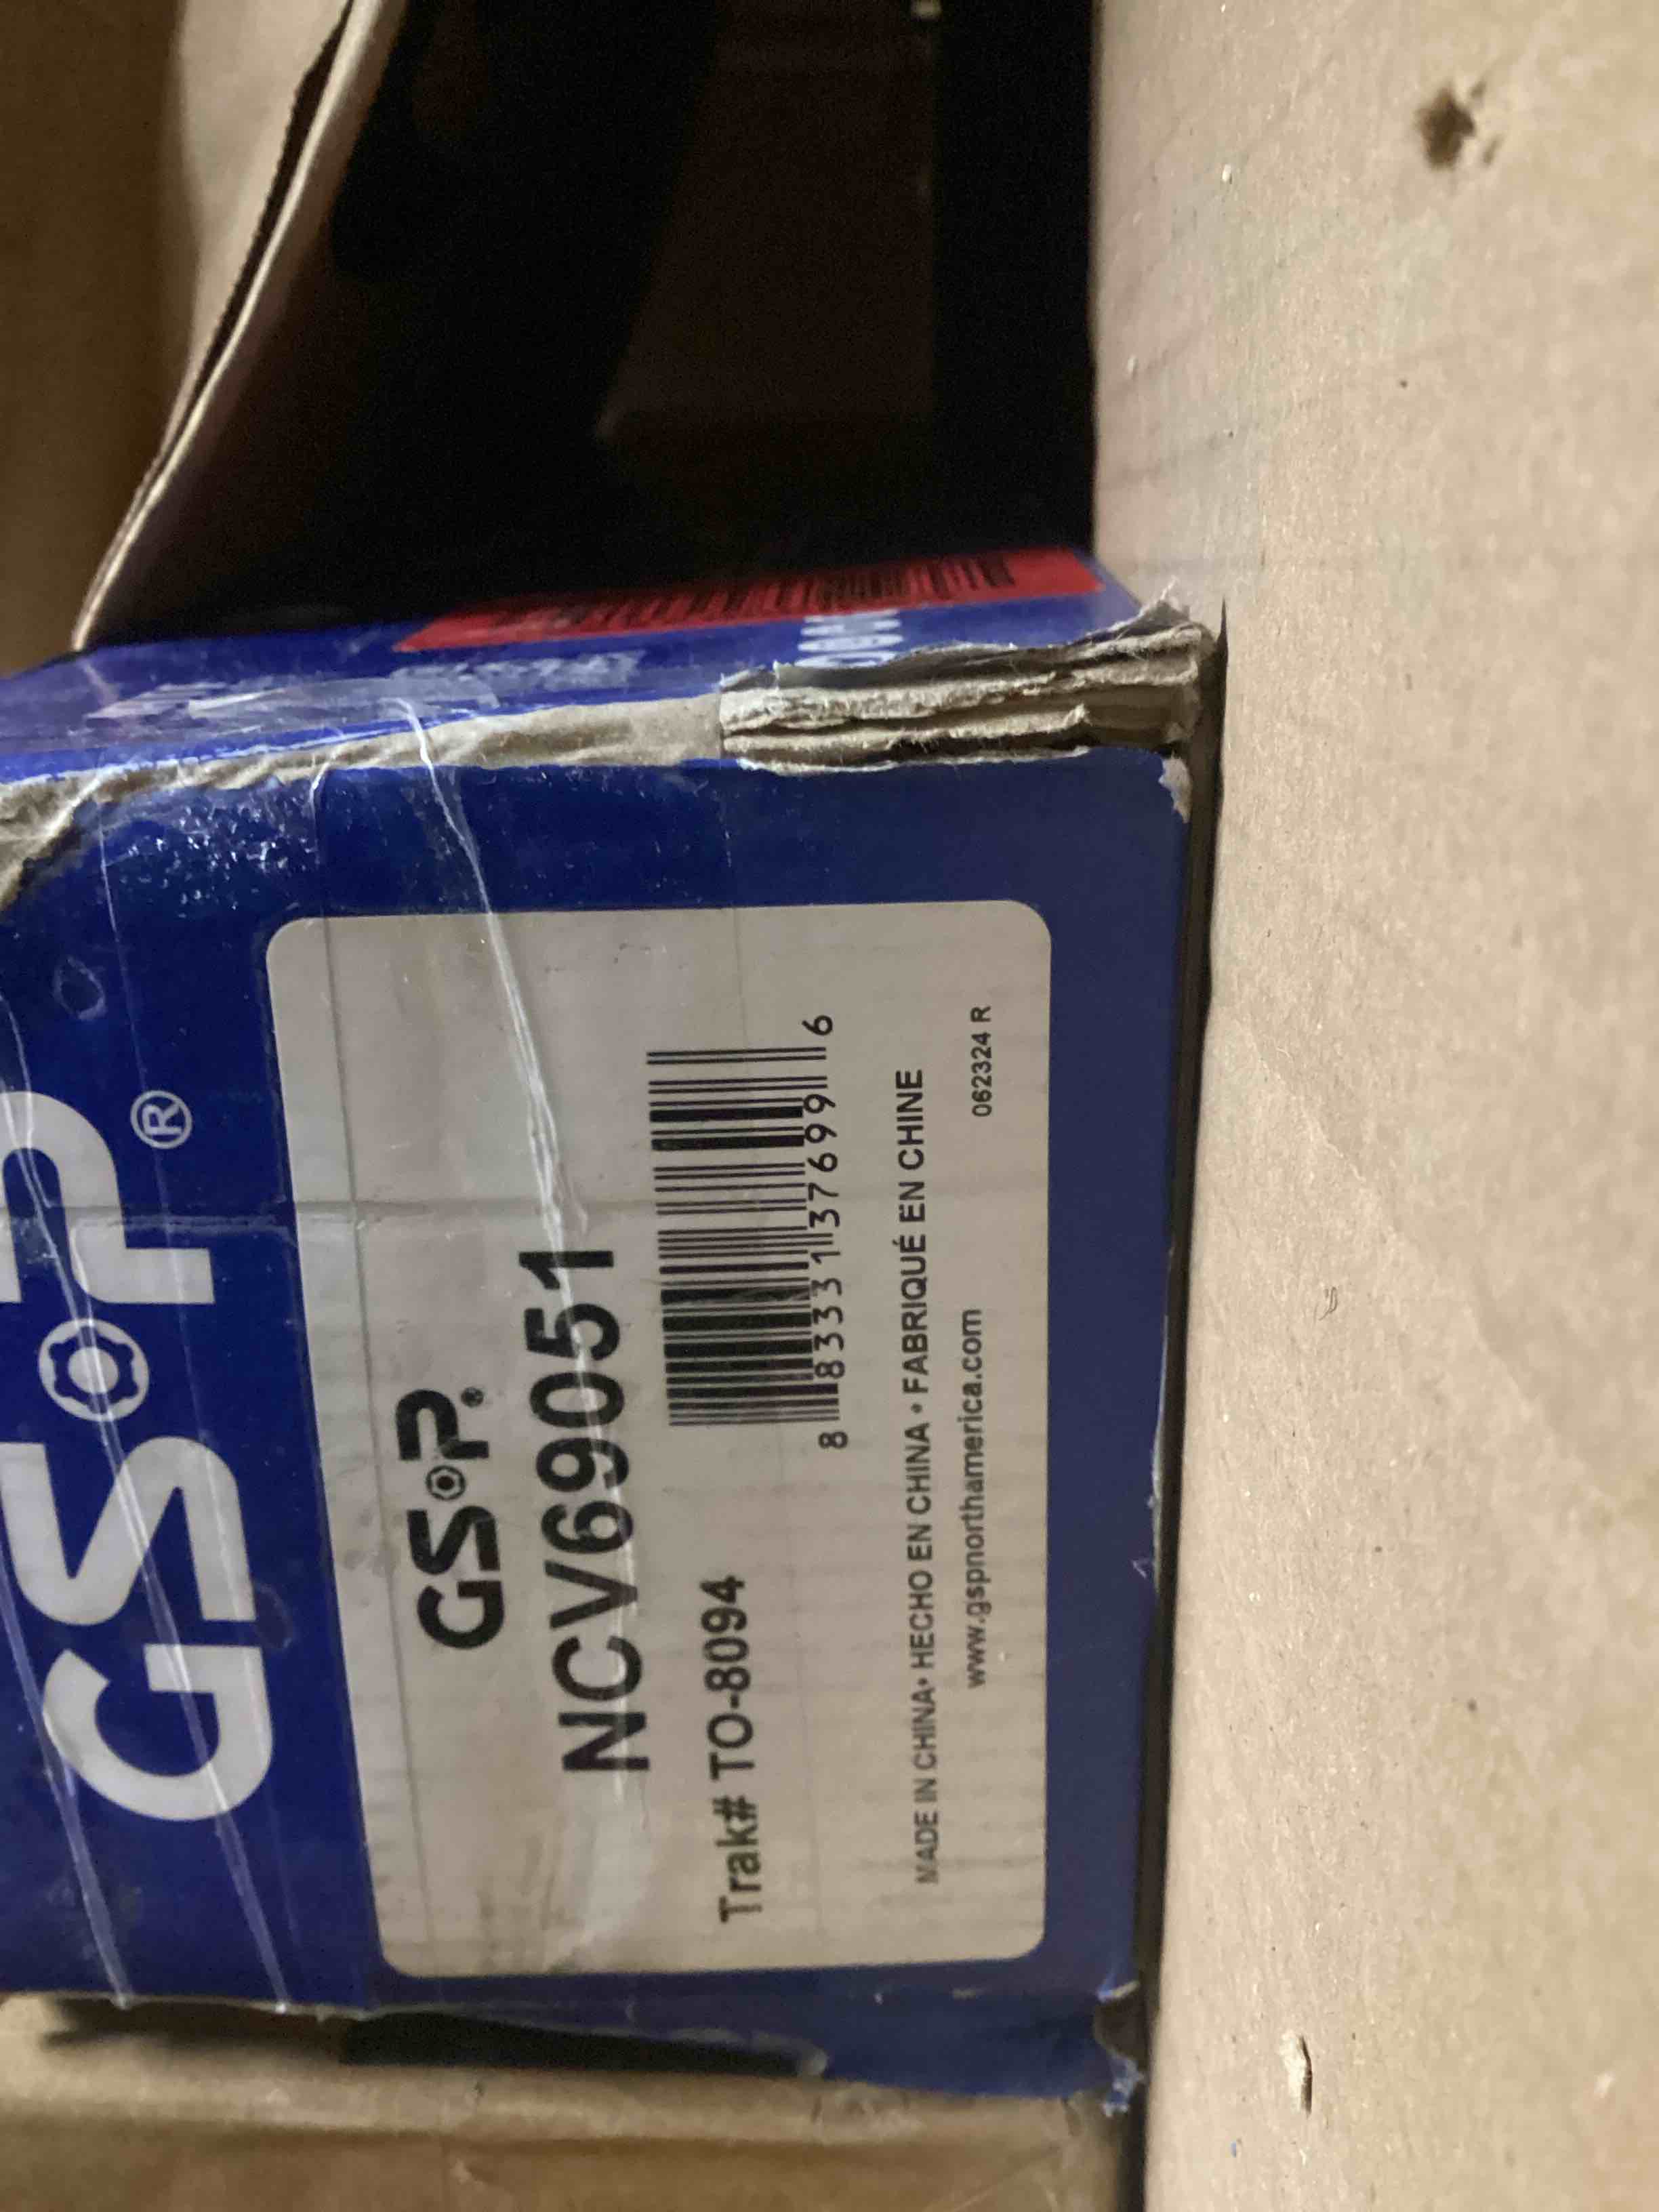 GSP®
GSP®
NCV69051
Trak# TO-8094
8 83331 37699 6
MADE IN CHINA • HECHO EN CHINA • FABRIQUÉ EN CHINE
www.gspnorthamerica.com
062324 R